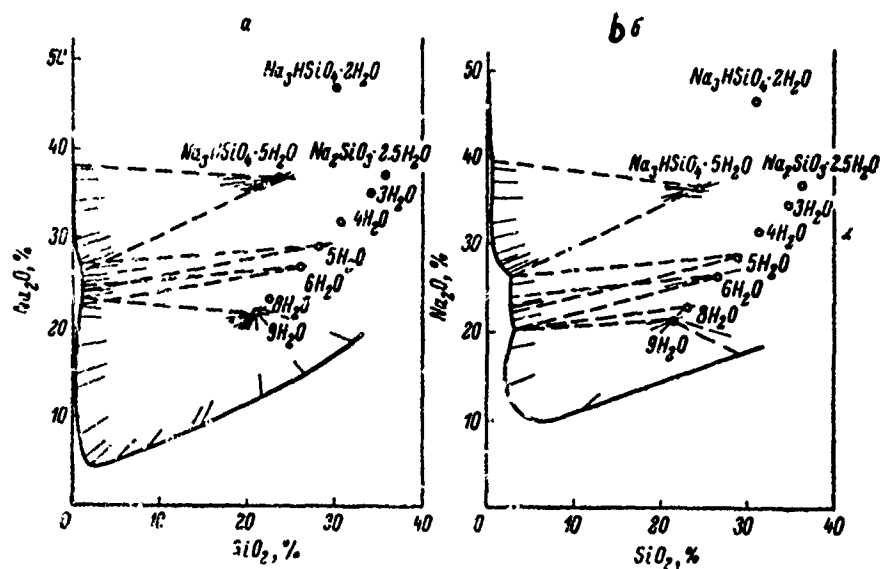 a
50
40
30
20
10
0
Na₂O, %
Na₃HSiO₄·2H₂O
Na₃HSiO₄·5H₂O
Na₂SiO₃·2.5H₂O
3H₂O
4H₂O
5H₂O
6H₂O
8H₂O
9H₂O
0 10 20 30 40
SiO₂, %
b б
50
40
30
20
10
Na₂O, %
Na₃HSiO₄·2H₂O
Na₃HSiO₄·5H₂O
Na₂SiO₃·2.5H₂O
3H₂O
4H₂O
5H₂O
6H₂O
8H₂O
9H₂O
0 10 20 30 40
SiO₂, %